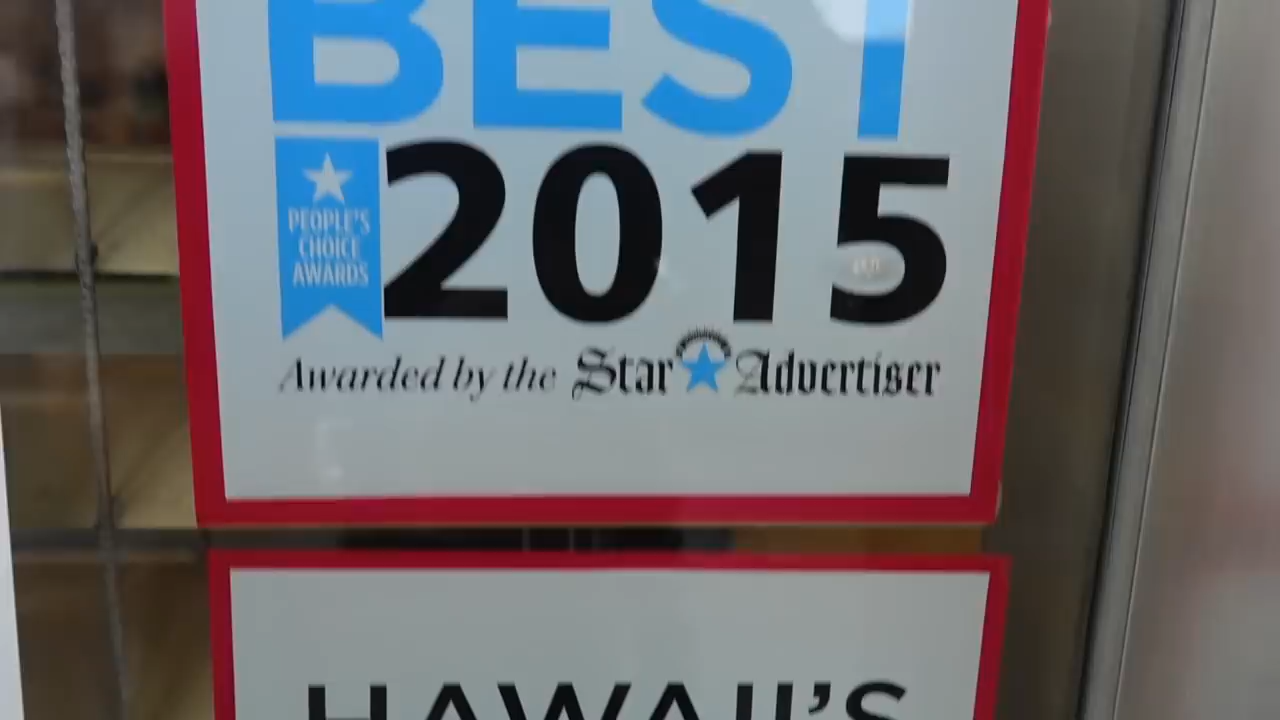 BEST
2015
PEOPLE'S
CHOICE
AWARDS
Awarded by the Star Advertiser
HAWAII'S